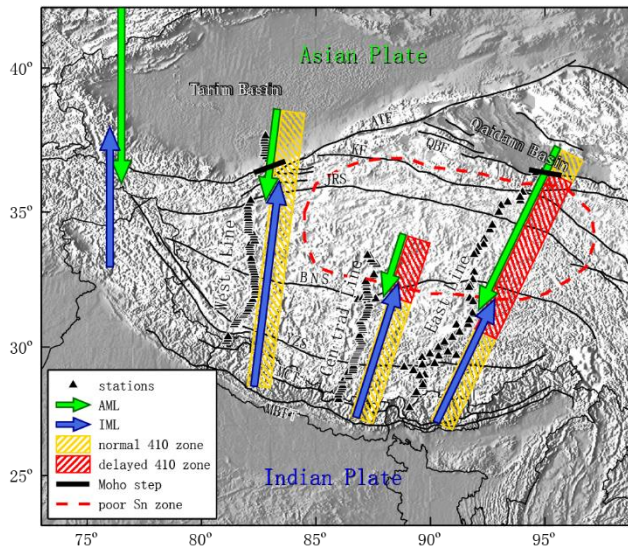 Asian Plate
40°
Tarim Basin
ATF
Qaidam Basin
KF
QBF
JRS
35°
West Line
BNS
Central Line
East Line
30°
stations
AML
IML
normal 410 zone
delayed 410 zone
Moho step
poor Sn zone
Indian Plate
25°
75°
80°
85°
90°
95°